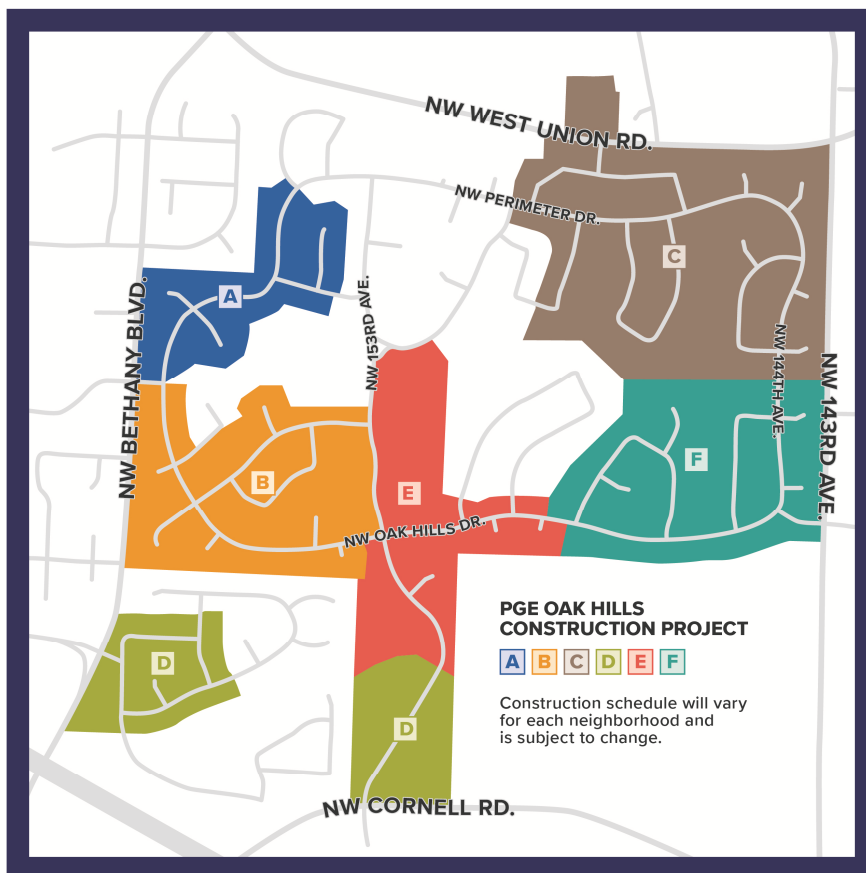 NW WEST UNION RD.
NW PERIMETER DR.
C
A
NW BETHANY BLVD.
NW 153RD AVE.
NW 144TH AVE.
NW 143RD AVE.
F
B
E
NW OAK HILLS DR.
PGE OAK HILLS
CONSTRUCTION PROJECT
A B C D E F
D
Construction schedule will vary
for each neighborhood and
is subject to change.
D
NW CORNELL RD.